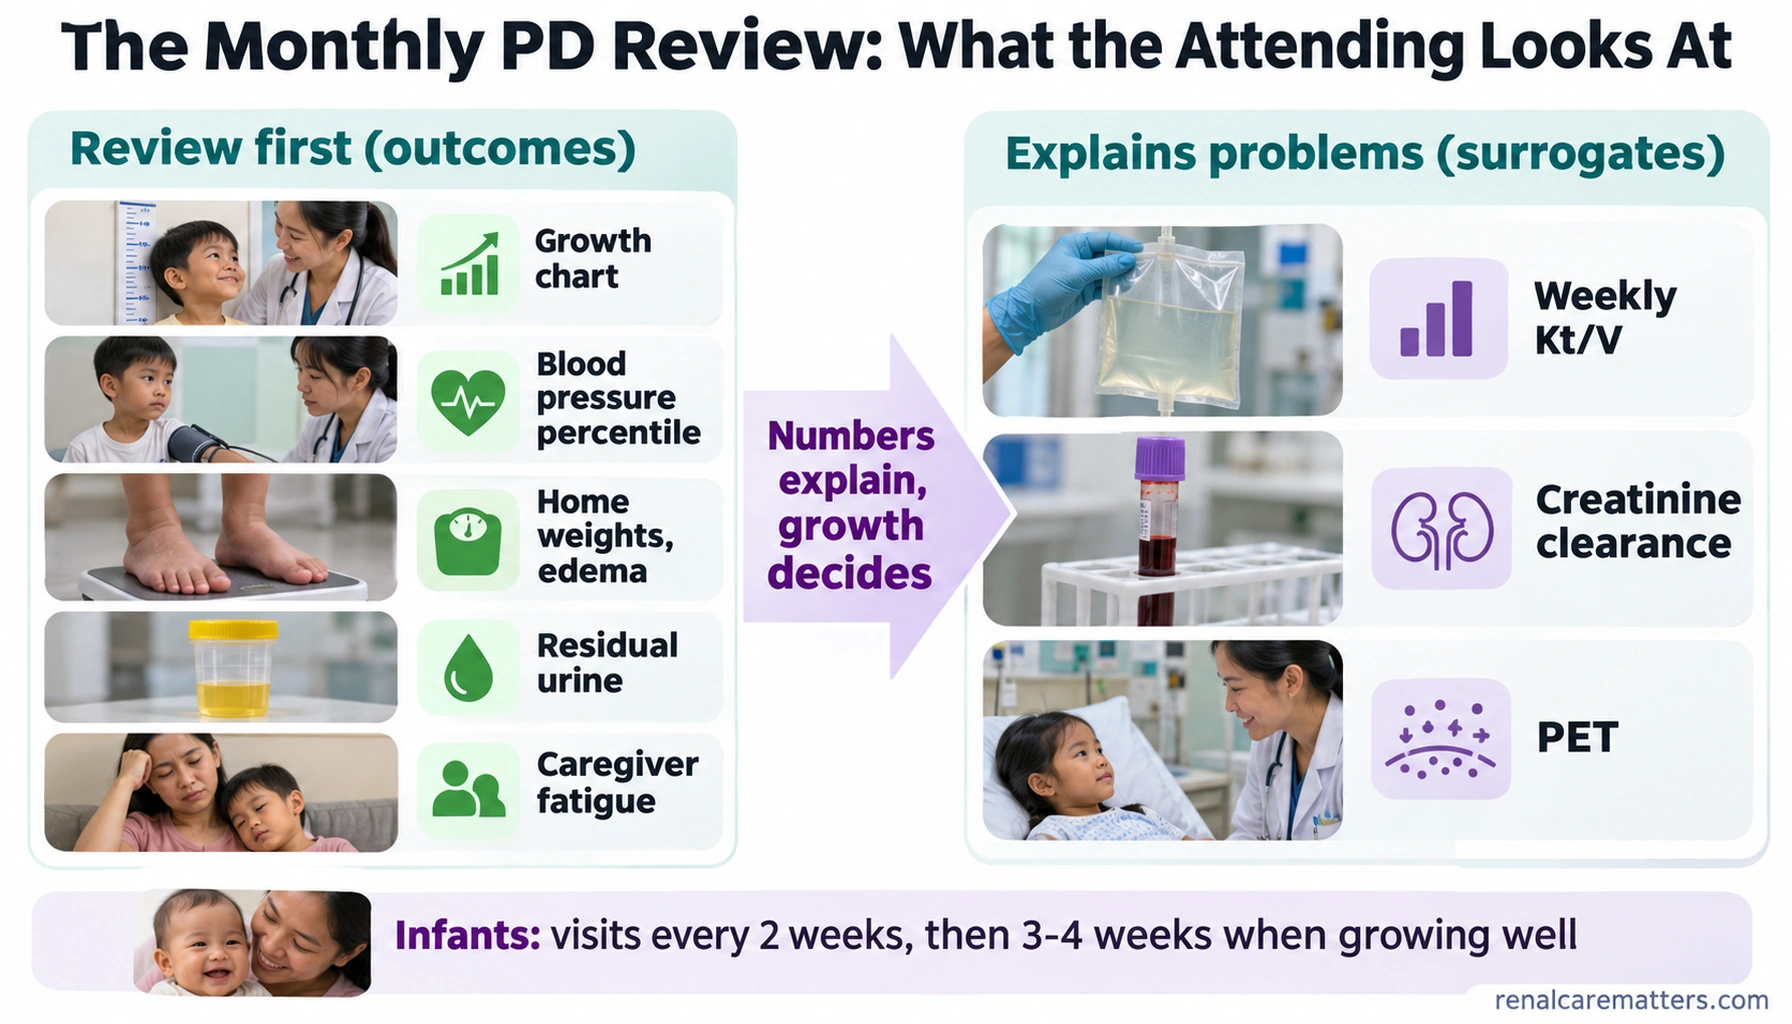 The Monthly PD Review: What the Attending Looks At
Review first (outcomes)
Growth
chart
Blood
pressure
percentile
Home
weights,
edema
Residual
urine
Caregiver
fatigue
Numbers
explain,
growth
decides
Explains problems (surrogates)
Weekly
Kt/V
Creatinine
clearance
PET
Infants: visits every 2 weeks, then 3-4 weeks when growing well
renalcarematters.com